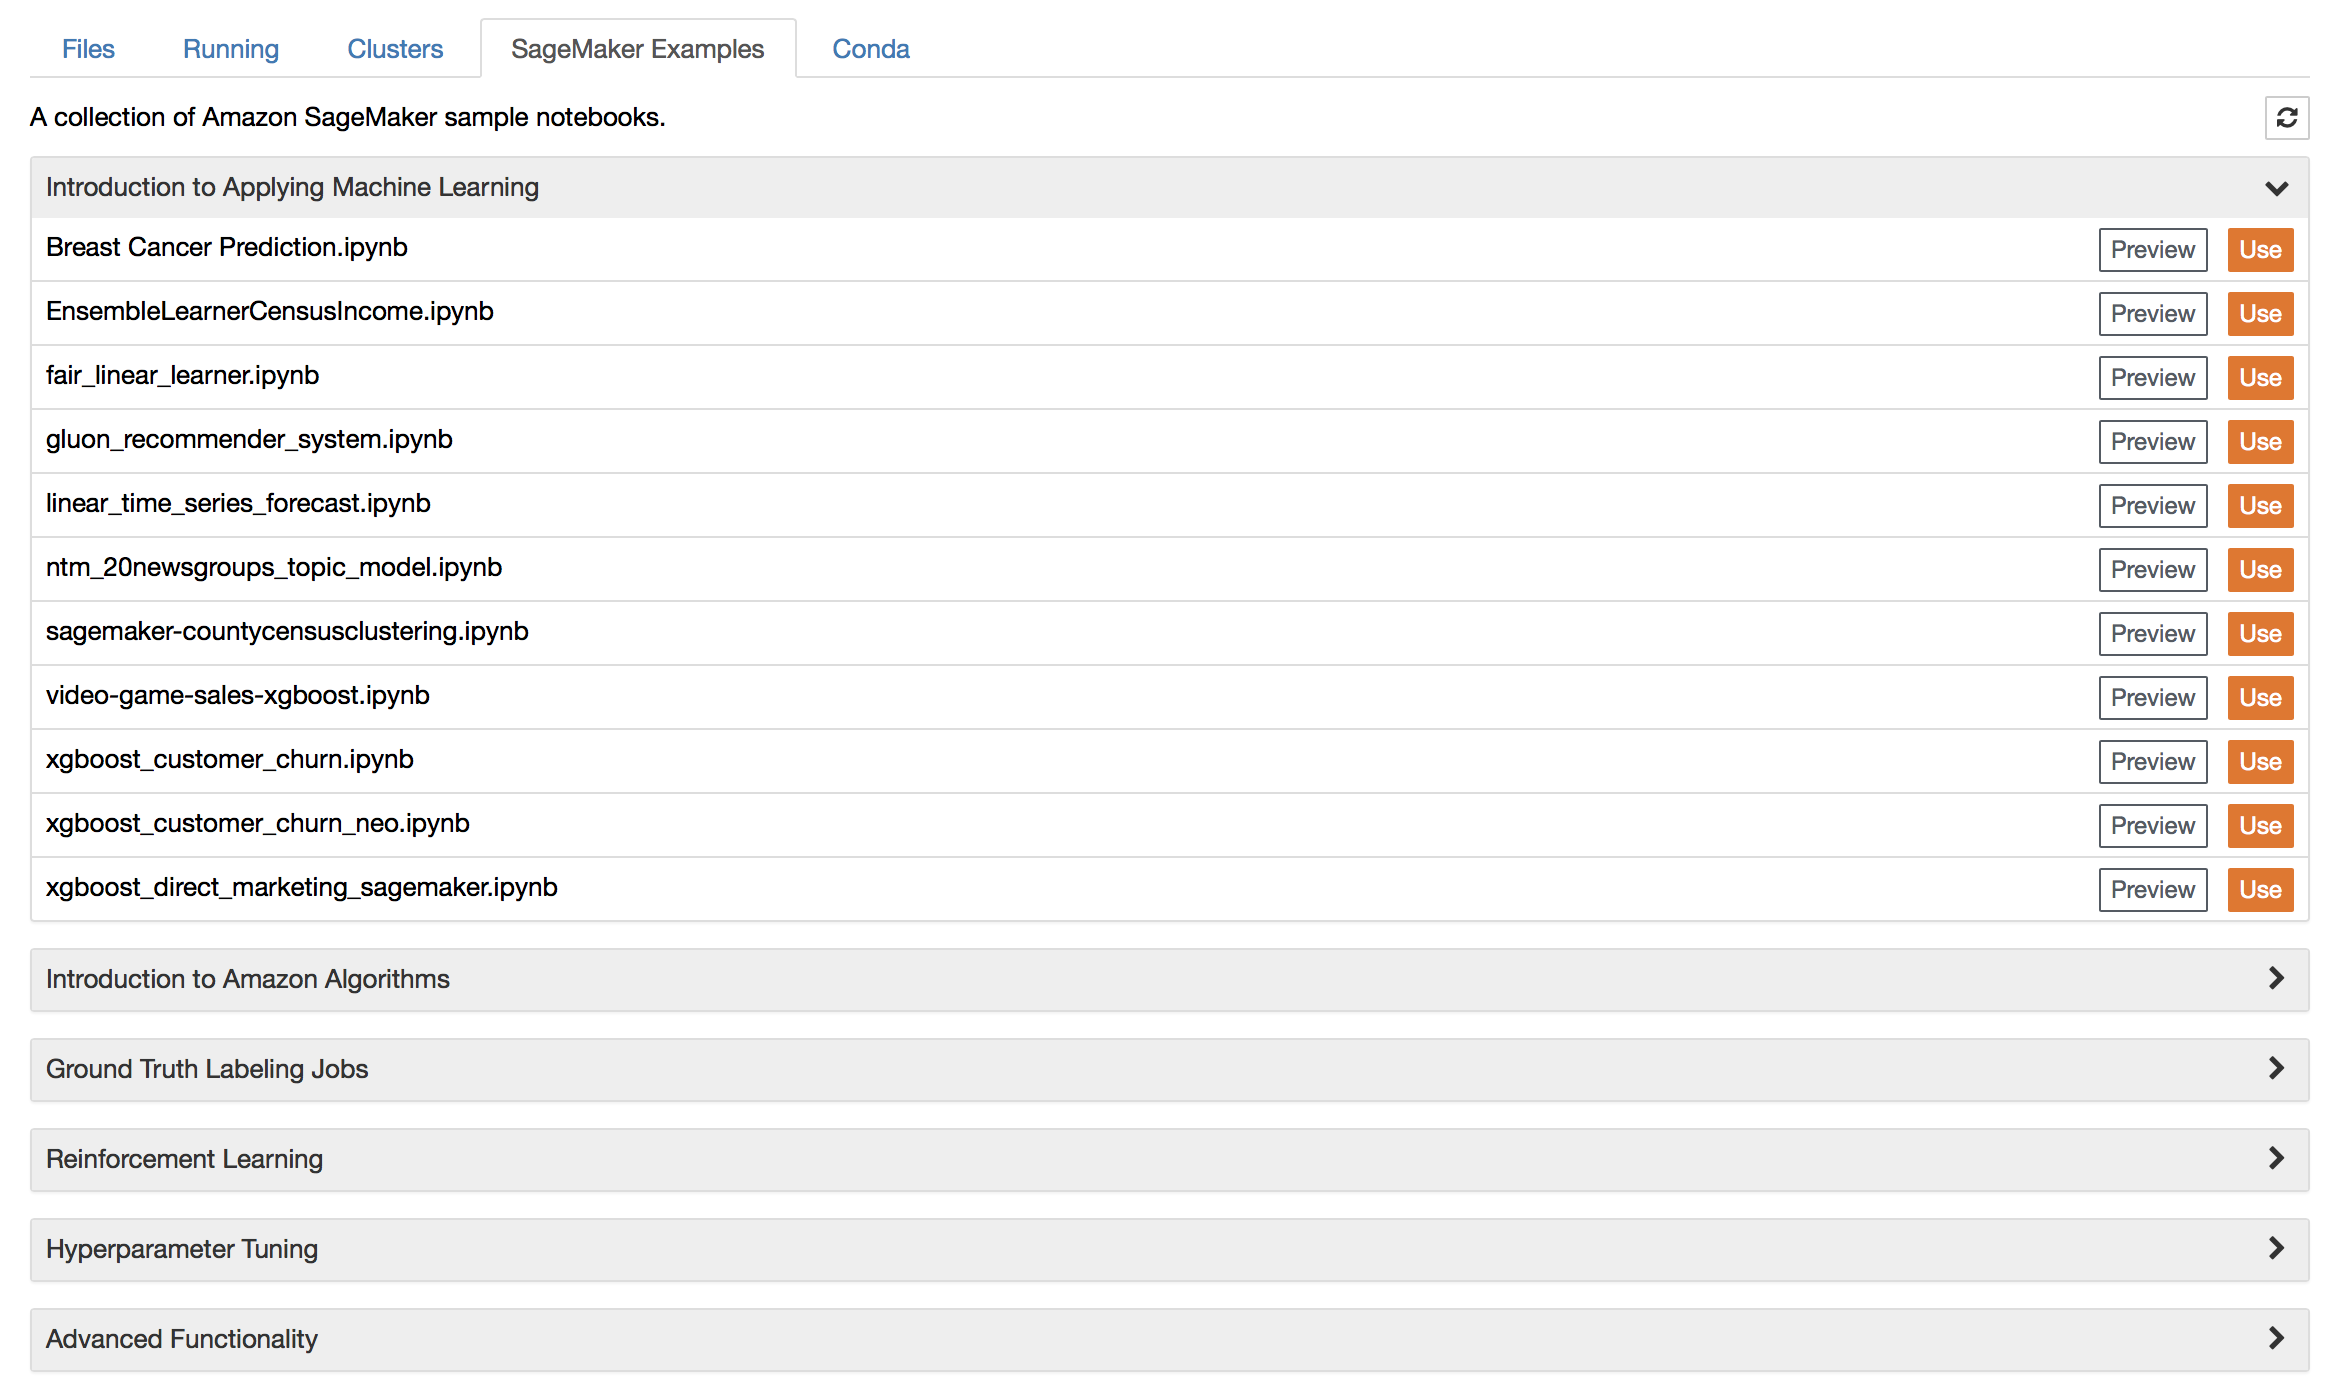 Files Running Clusters SageMaker Examples Conda
A collection of Amazon SageMaker sample notebooks.
Introduction to Applying Machine Learning
Breast Cancer Prediction.ipynb Preview Use
EnsembleLearnerCensusIncome.ipynb Preview Use
fair_linear_learner.ipynb Preview Use
gluon_recommender_system.ipynb Preview Use
linear_time_series_forecast.ipynb Preview Use
ntm_20newsgroups_topic_model.ipynb Preview Use
sagemaker-countycensusclustering.ipynb Preview Use
video-game-sales-xgboost.ipynb Preview Use
xgboost_customer_churn.ipynb Preview Use
xgboost_customer_churn_neo.ipynb Preview Use
xgboost_direct_marketing_sagemaker.ipynb Preview Use
Introduction to Amazon Algorithms
Ground Truth Labeling Jobs
Reinforcement Learning
Hyperparameter Tuning
Advanced Functionality